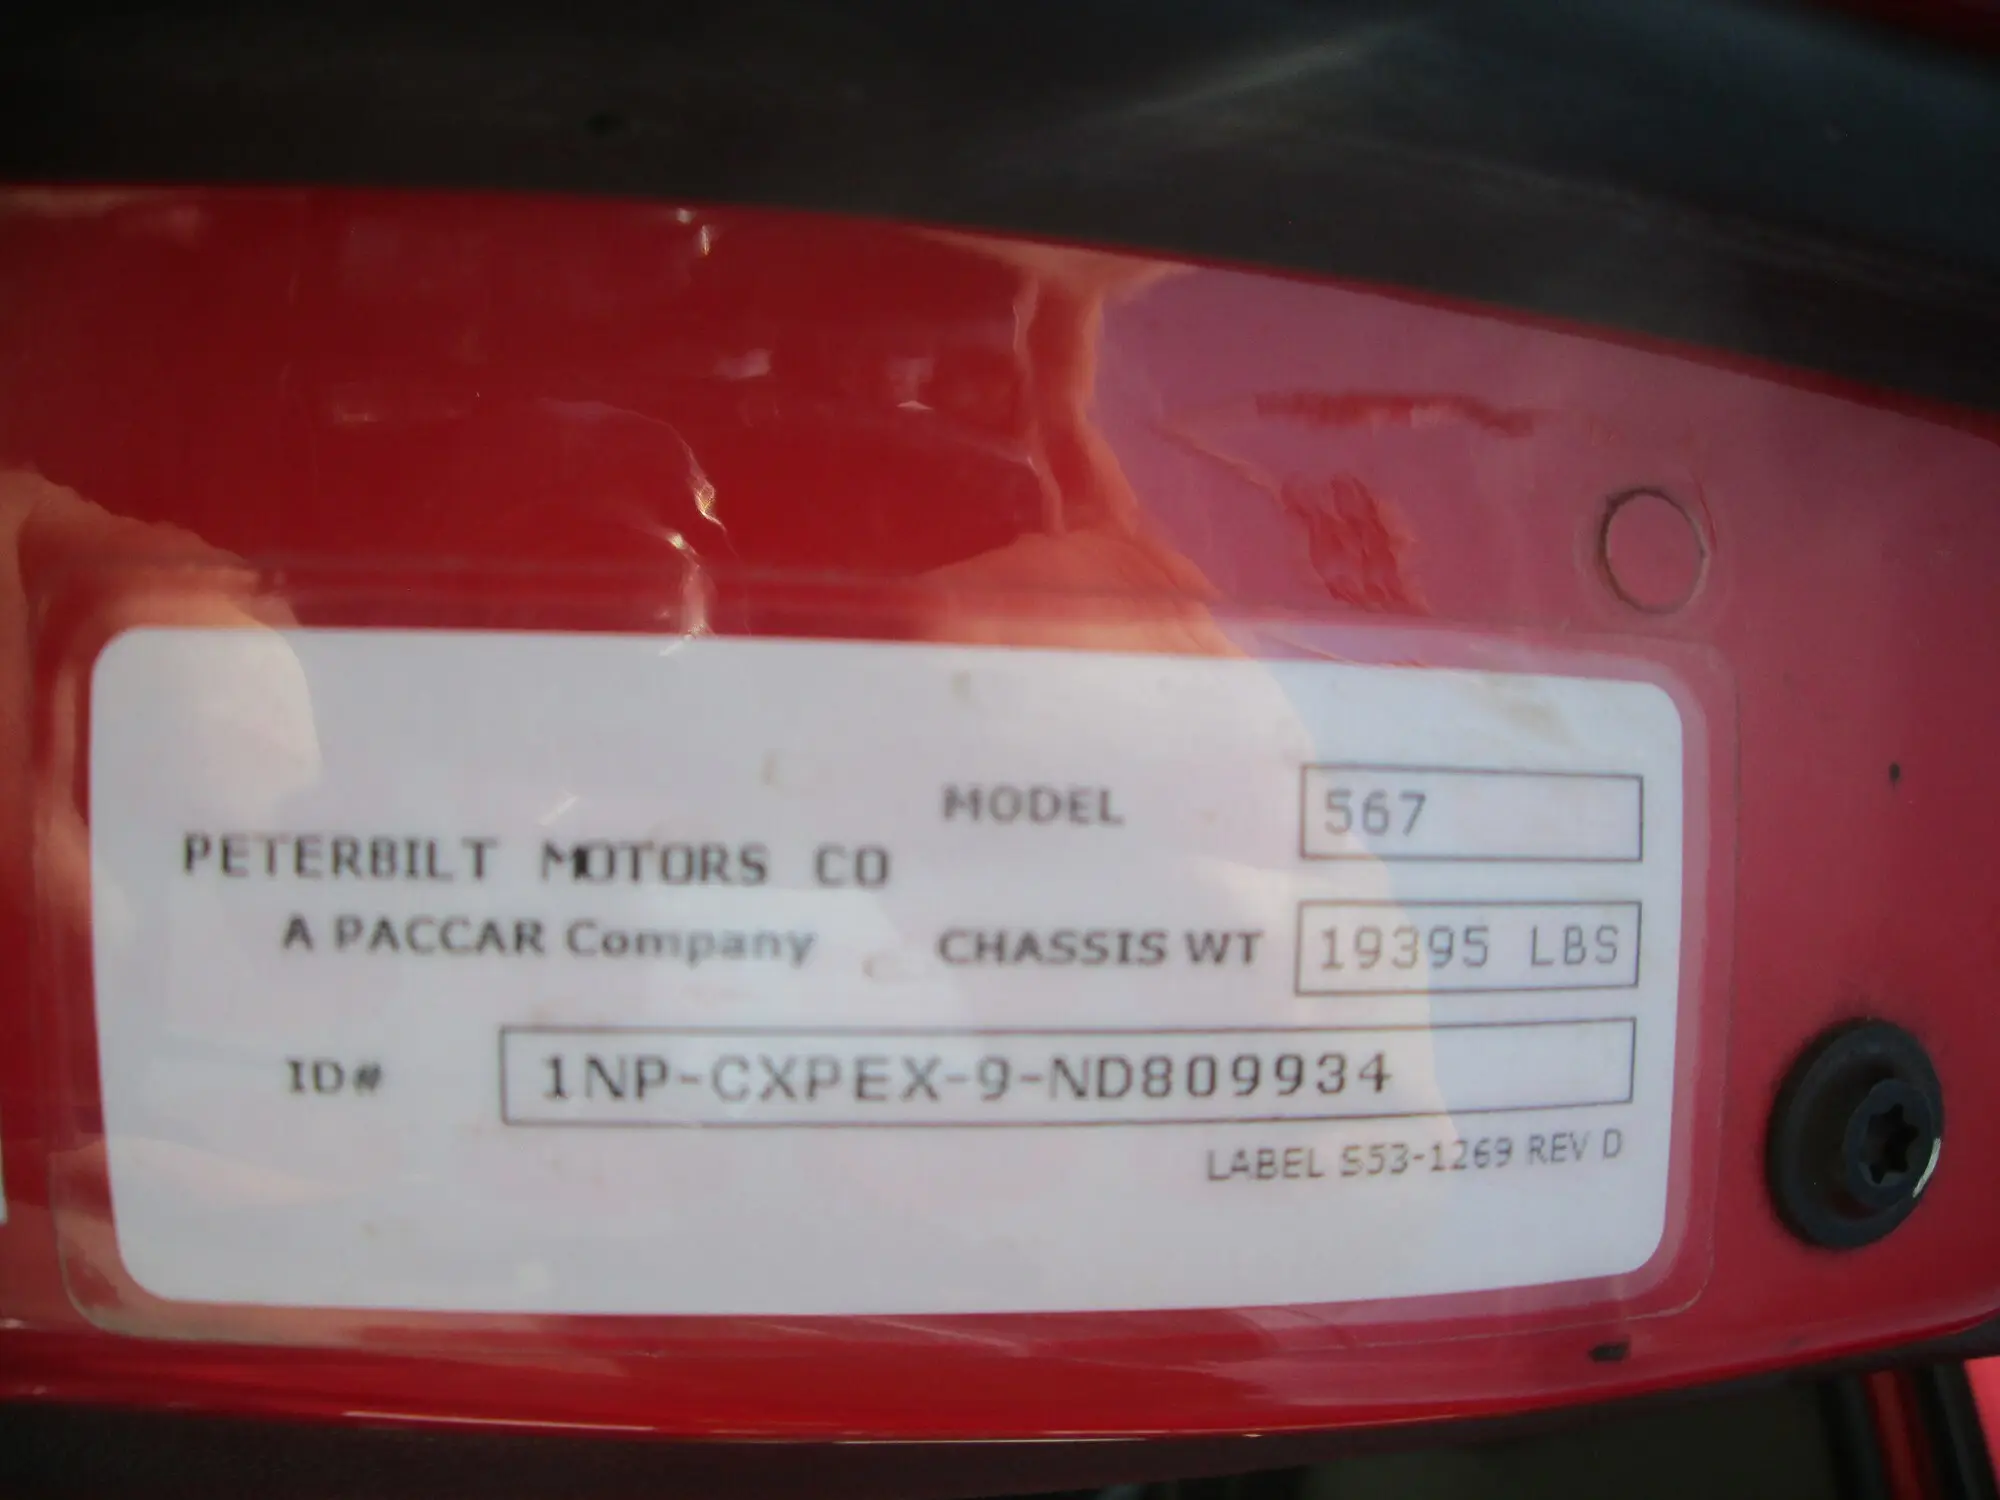 PETERBILT MOTORS CO
A PACCAR Company
MODEL 567
CHASSIS WT 19395 LBS
ID# 1NP-CXPEX-9-ND809934
LABEL S53-1269 REV D